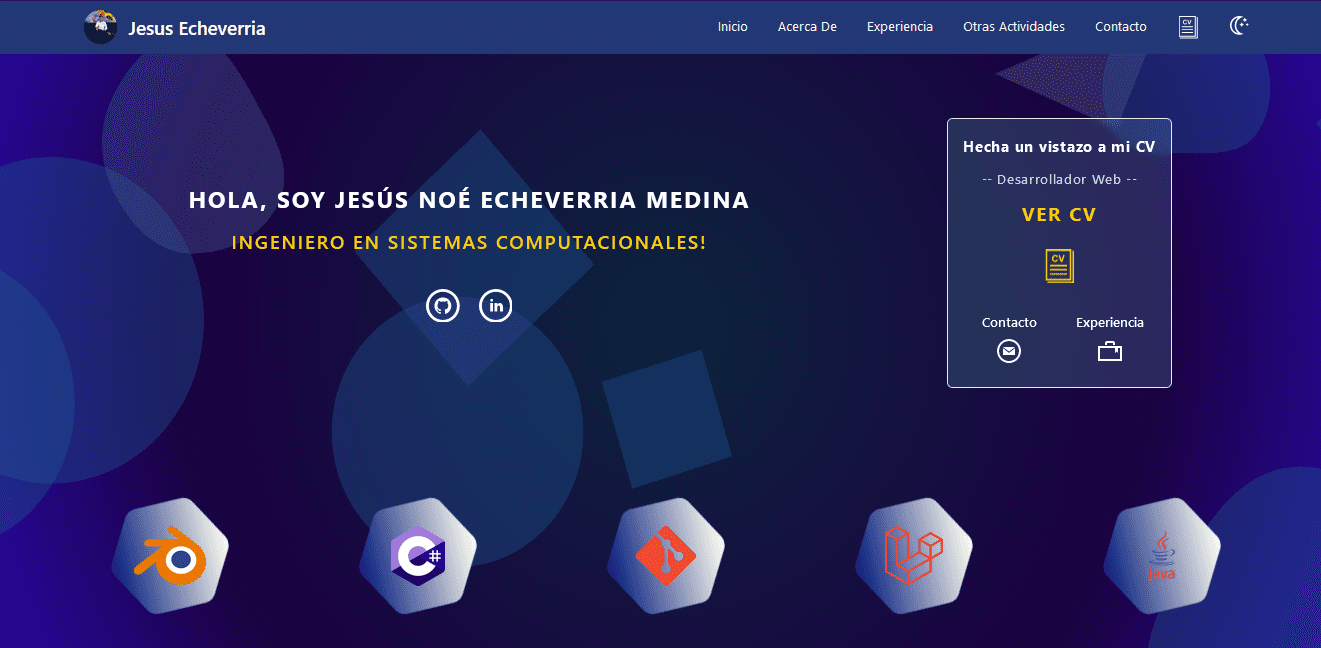 Jesus Echeverria
Inicio
Acerca De
Experiencia
Otras Actividades
Contacto
CV
HOLA, SOY JESÚS NOÉ ECHEVERRIA MEDINA
INGENIERO EN SISTEMAS COMPUTACIONALES!
in
Hecha un vistazo a mi CV
-- Desarrollador Web --
VER CV
CV
Contacto
Experiencia
C#
Java